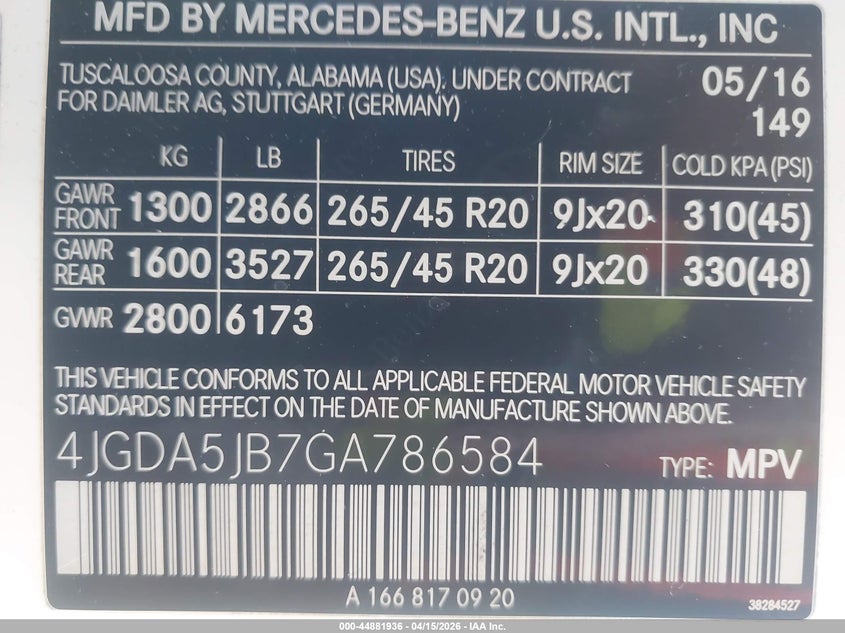 MFD BY MERCEDES-BENZ U.S. INTL., INC
TUSCALOOSA COUNTY, ALABAMA (USA), UNDER CONTRACT 05/16
FOR DAIMLER AG, STUTTGART (GERMANY) 149
KG LB TIRES RIM SIZE COLD KPA (PSI)
GAWR FRONT 1300 2866 265/45 R20 9Jx20 310(45)
GAWR REAR 1600 3527 265/45 R20 9Jx20 330(48)
GVWR 2800 6173
THIS VEHICLE CONFORMS TO ALL APPLICABLE FEDERAL MOTOR VEHICLE SAFETY
STANDARDS IN EFFECT ON THE DATE OF MANUFACTURE SHOWN ABOVE.
4JGDA5JB7GA786584 TYPE: MPV
A 166 817 09 20 38284527
000-44881936 - 04/15/2026 - IAA Inc.